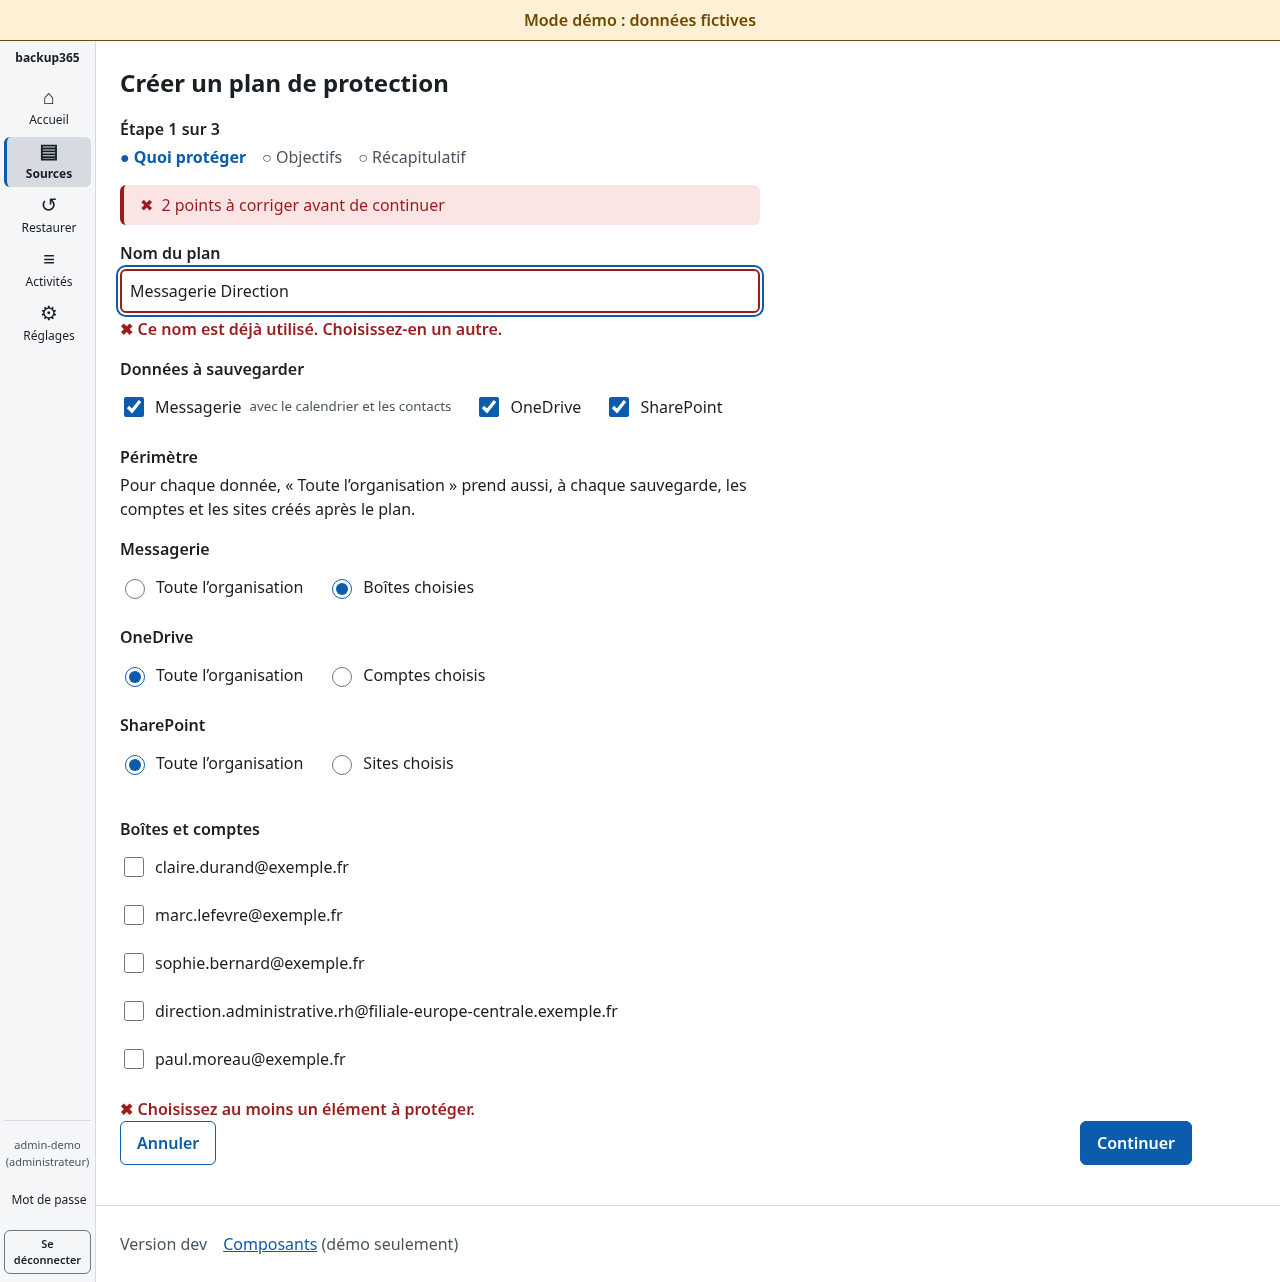 Mode démo : données fictives
backup365
Accueil
Sources
Restaurer
Activités
Réglages
Créer un plan de protection
Étape 1 sur 3
● Quoi protéger ○ Objectifs ○ Récapitulatif
✖ 2 points à corriger avant de continuer
Nom du plan
Messagerie Direction
✖ Ce nom est déjà utilisé. Choisissez-en un autre.
Données à sauvegarder
Messagerie avec le calendrier et les contacts OneDrive SharePoint
Périmètre
Pour chaque donnée, « Toute l’organisation » prend aussi, à chaque sauvegarde, les
comptes et les sites créés après le plan.
Messagerie
Toute l’organisation Boîtes choisies
OneDrive
Toute l’organisation Comptes choisis
SharePoint
Toute l’organisation Sites choisis
Boîtes et comptes
claire.durand@exemple.fr
marc.lefevre@exemple.fr
sophie.bernard@exemple.fr
direction.administrative.rh@filiale-europe-centrale.exemple.fr
paul.moreau@exemple.fr
✖ Choisissez au moins un élément à protéger.
Annuler Continuer
admin-demo
(administrateur)
Mot de passe
Se
déconnecter
Version dev Composants (démo seulement)